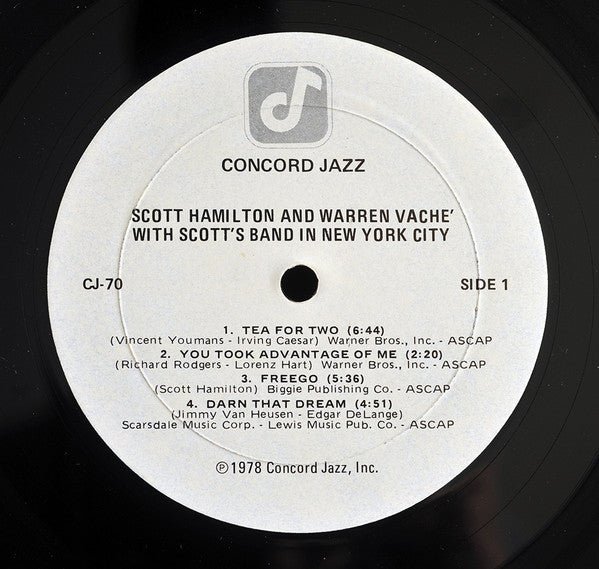 CONCORD JAZZ
SCOTT HAMILTON AND WARREN VACHE'
WITH SCOTT'S BAND IN NEW YORK CITY
CJ-70
SIDE 1
1. TEA FOR TWO (6:44)
(Vincent Youmans - Irving Caesar) Warner Bros., Inc. - ASCAP
2. YOU TOOK ADVANTAGE OF ME (2:20)
(Richard Rodgers - Lorenz Hart) Warner Bros., Inc. - ASCAP
3. FREEGO (5:36)
(Scott Hamilton) Biggie Publishing Co. - ASCAP
4. DARN THAT DREAM (4:51)
(Jimmy Van Heusen - Edgar DeLange)
Scarsdale Music Corp. - Lewis Music Pub. Co. - ASCAP
℗ 1978 Concord Jazz, Inc.